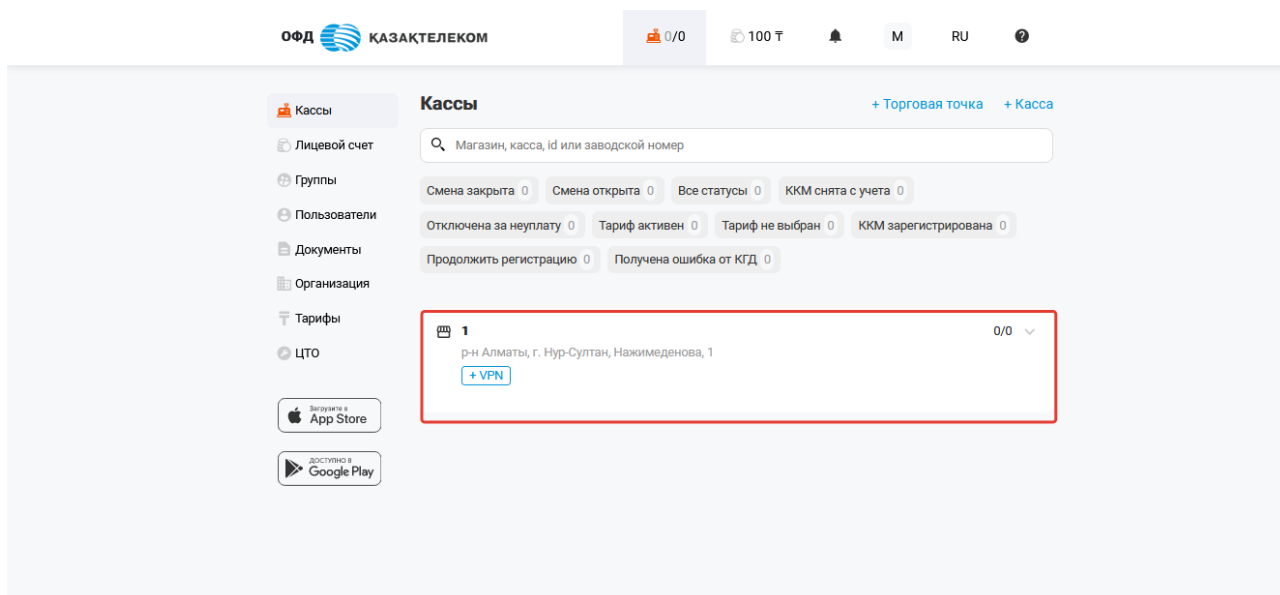 ОФД ҚАЗАҚТЕЛЕКОМ 0/0 100 ₸ M RU ?
Кассы
Лицевой счет
Группы
Пользователи
Документы
Организация
Тарифы
ЦТО
Загрузите в
App Store
ДОСТУПНО В
Google Play
Кассы + Торговая точка + Касса
Магазин, касса, id или заводской номер
Смена закрыта 0 Смена открыта 0 Все статусы 0 ККМ снята с учета 0
Отключена за неуплату 0 Тариф активен 0 Тариф не выбран 0 ККМ зарегистрирована 0
Продолжить регистрацию 0 Получена ошибка от КГД 0
1 0/0
р-н Алматы, г. Нур-Султан, Нажимеденова, 1
+ VPN